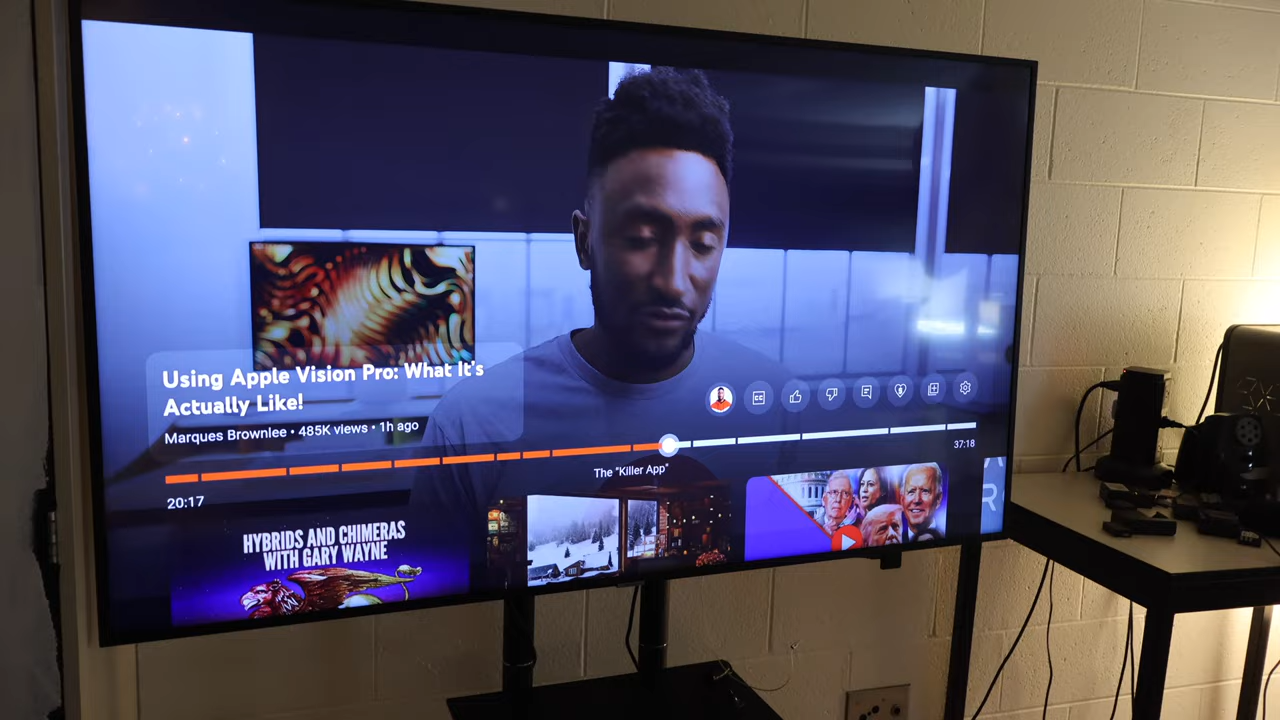 Using Apple Vision Pro: What It's
Actually Like!
Marques Brownlee • 485K views • 1h ago
CC
20:17
37:18
The "Killer App"
HYBRIDS AND CHIMERAS
WITH GARY WAYNE